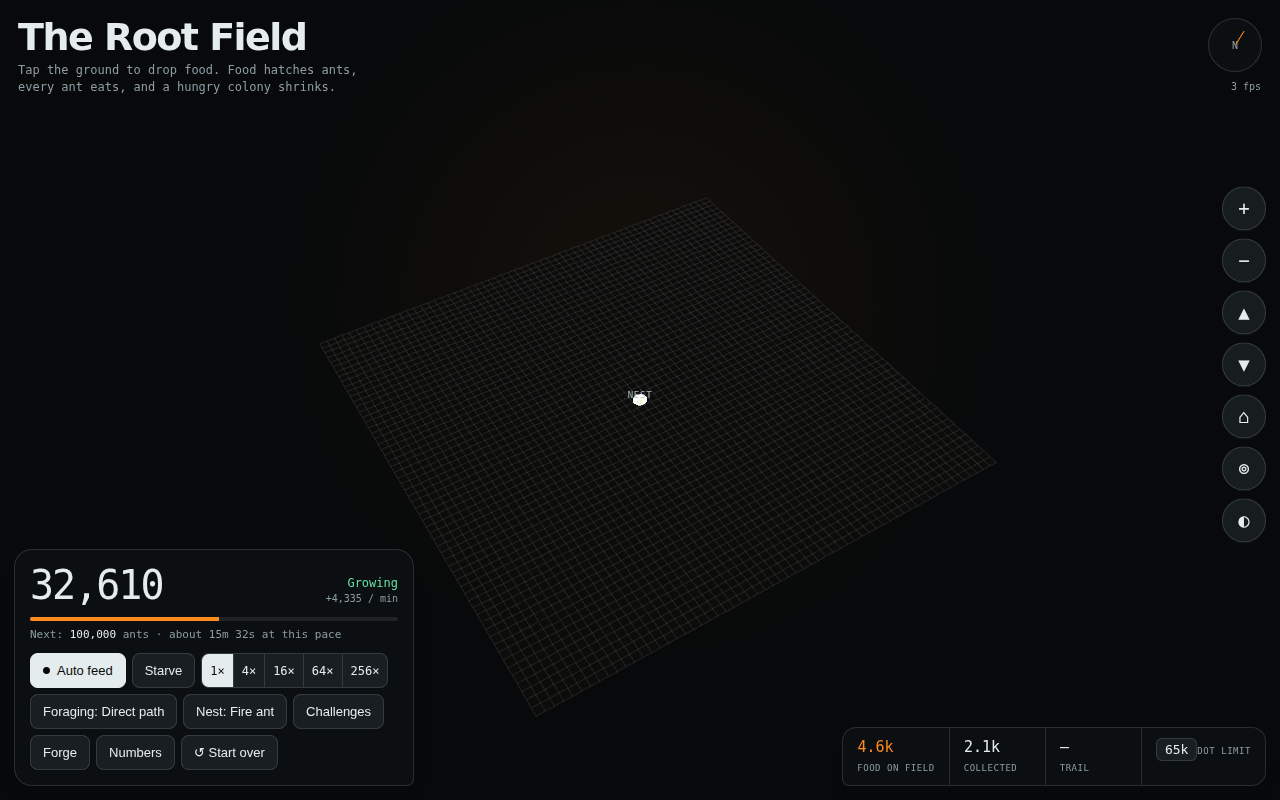 The Root Field
Tap the ground to drop food. Food hatches ants,
every ant eats, and a hungry colony shrinks.
N
3 fps
+
−
▲
▼
⌂
◎
◐
NEST
32,610
Growing
+4,335 / min
Next: 100,000 ants · about 15m 32s at this pace
● Auto feed
Starve
1×
4×
16×
64×
256×
Foraging: Direct path
Nest: Fire ant
Challenges
Forge
Numbers
↺ Start over
4.6k
FOOD ON FIELD
2.1k
COLLECTED
—
TRAIL
65k DOT LIMIT